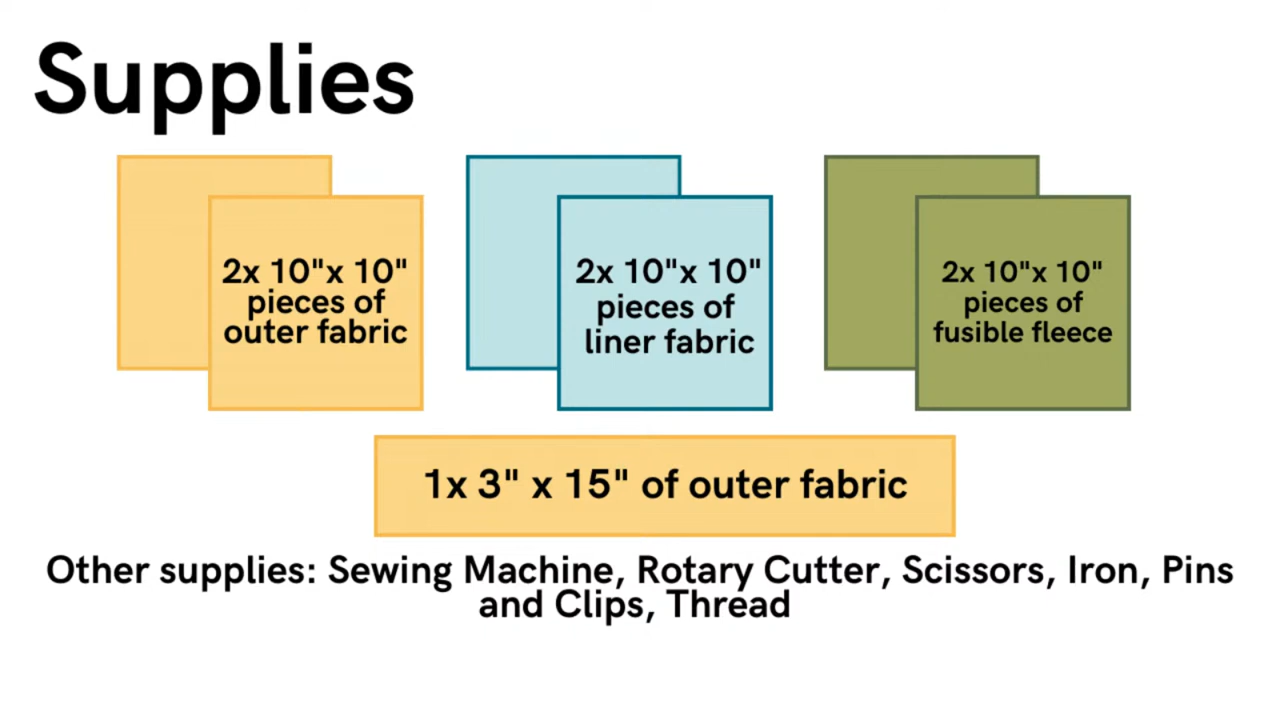 Supplies
2x 10"x 10"
pieces of
outer fabric
2x 10"x 10"
pieces of
liner fabric
2x 10"x 10"
pieces of
fusible fleece
1x 3" x 15" of outer fabric
Other supplies: Sewing Machine, Rotary Cutter, Scissors, Iron, Pins
and Clips, Thread